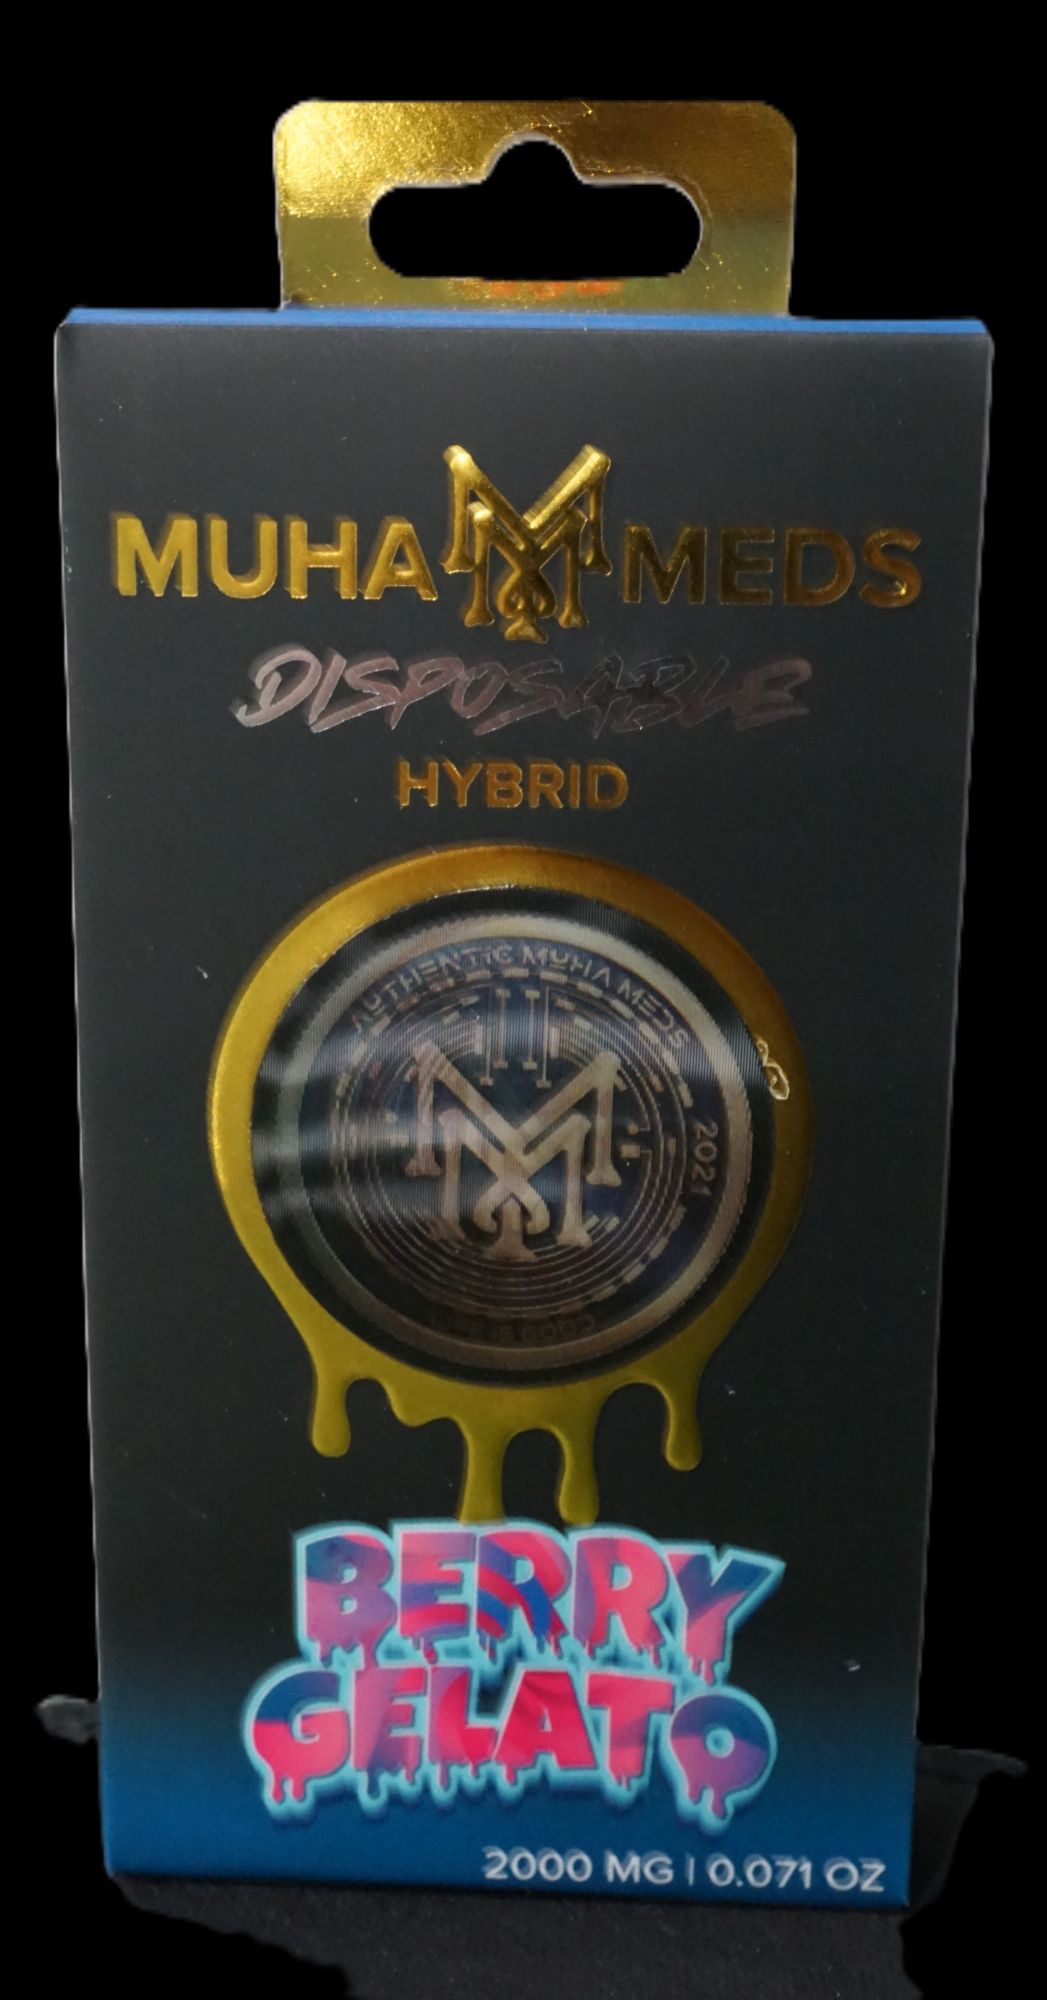 MUHA MEDS
DISPOSABLE
HYBRID
AUTHENTIC MUHA MEDS
2021
BERRY
GELATO
2000 MG | 0.071 OZ